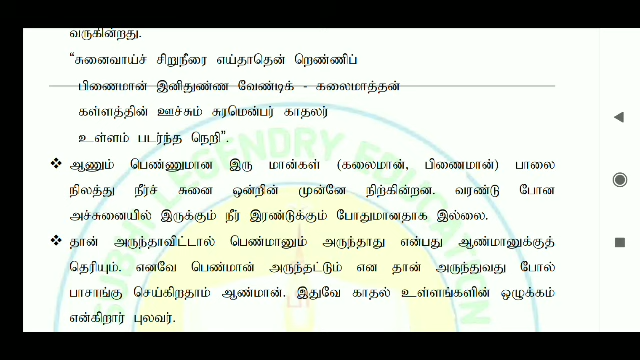 வருகின்றது.
“சுனைவாய்ச் சிறுநீரை எய்தாதென் றெண்ணிப்
பிணைமான் இனிதுண்ண வேண்டிக் - கலைமாத்தன்
கள்ளத்தின் ஊச்சும் சுரமென்பர் காதலர்
உள்ளம் படர்ந்த நெறி”.
❖ ஆணும் பெண்ணுமான இரு மான்கள் (கலைமான், பிணைமான்) பாலை
நிலத்து நீர்ச் சுனை ஒன்றின் முன்னே நிற்கின்றன. வரண்டு போன
அச்சுனையில் இருக்கும் நீர் இரண்டுக்கும் போதுமானதாக இல்லை.
❖ தான் அருந்தாவிட்டால் பெண்மானும் அருந்தாது என்பது ஆண்மானுக்குத்
தெரியும். எனவே பெண்மான் அருந்தட்டும் என தான் அருந்துவது போல்
பாசாங்கு செய்கிறதாம் ஆண்மான். இதுவே காதல் உள்ளங்களின் ஒழுக்கம்
என்கிறார் புலவர்.
LEGENDRY EDUCATION